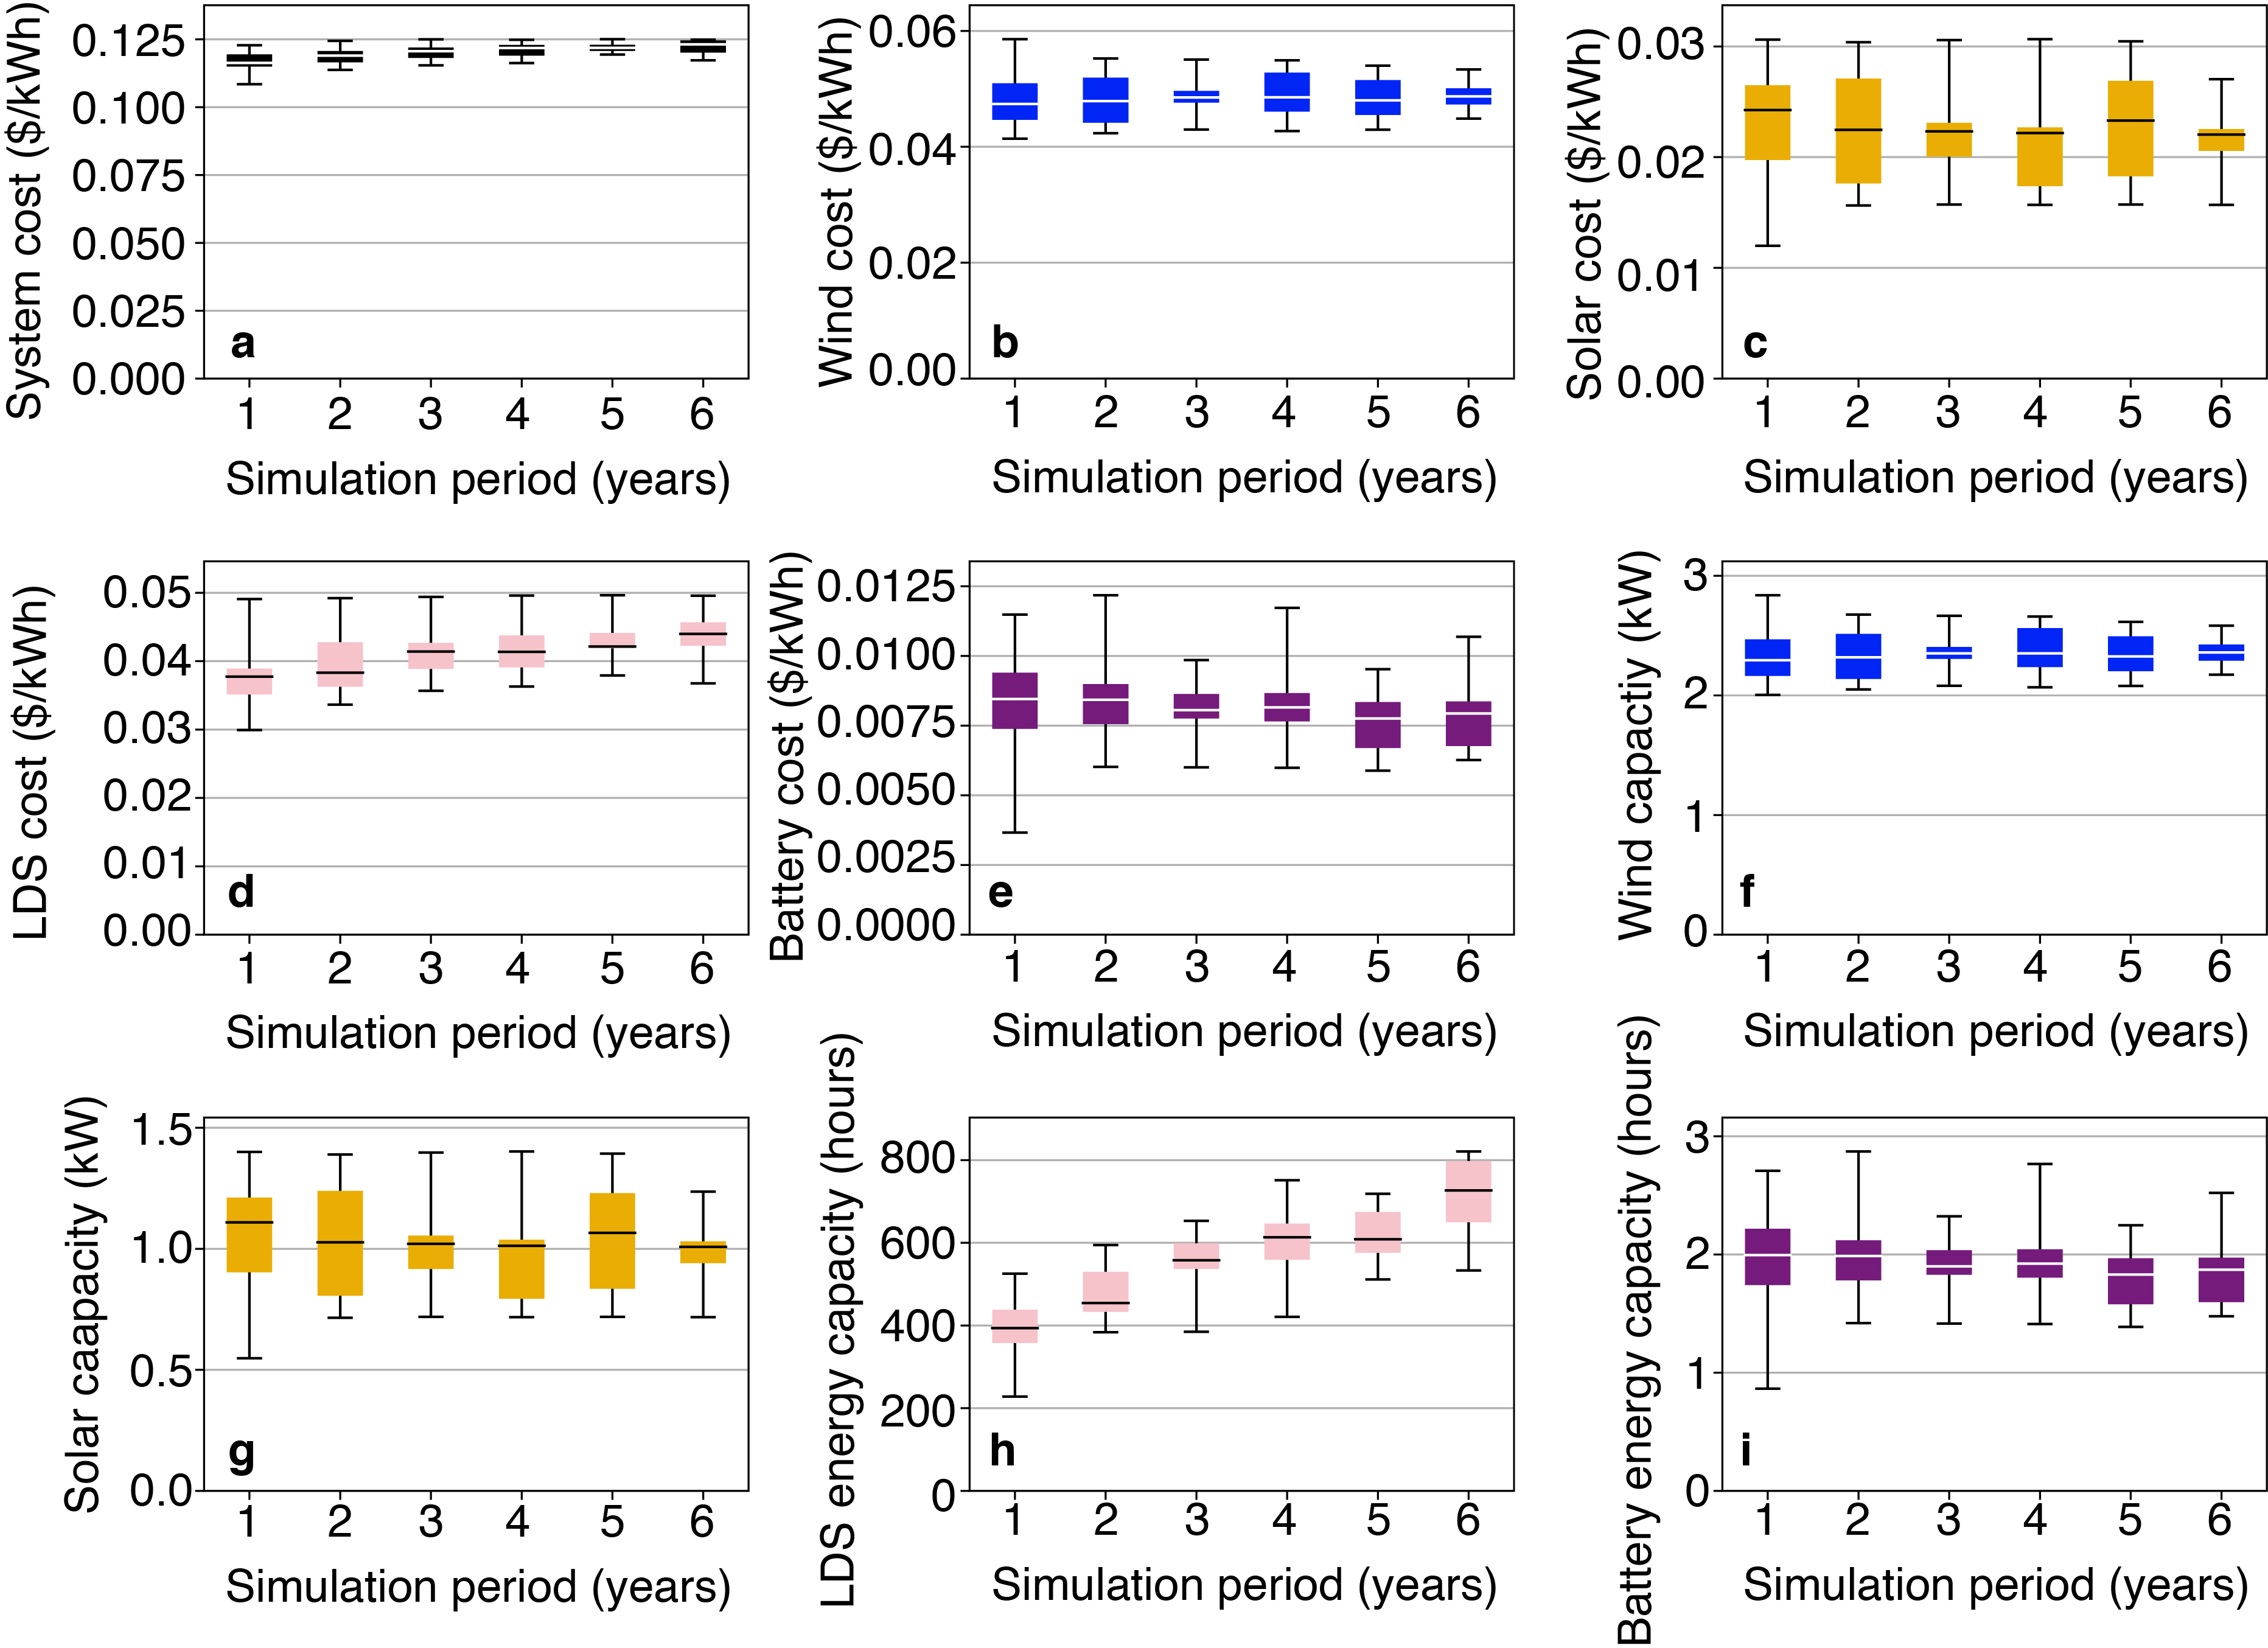 System cost ($/kWh)
0.125
0.100
0.075
0.050
0.025
0.000
a
1 2 3 4 5 6
Simulation period (years)
Wind cost ($/kWh)
0.06
0.04
0.02
0.00
b
1 2 3 4 5 6
Simulation period (years)
Solar cost ($/kWh)
0.03
0.02
0.01
0.00
c
1 2 3 4 5 6
Simulation period (years)
LDS cost ($/kWh)
0.05
0.04
0.03
0.02
0.01
0.00
d
1 2 3 4 5 6
Simulation period (years)
Battery cost ($/kWh)
0.0125
0.0100
0.0075
0.0050
0.0025
0.0000
e
1 2 3 4 5 6
Simulation period (years)
Wind capactiy (kW)
3
2
1
0
f
1 2 3 4 5 6
Simulation period (years)
Solar capacity (kW)
1.5
1.0
0.5
0.0
g
1 2 3 4 5 6
Simulation period (years)
LDS energy capacity (hours)
800
600
400
200
0
h
1 2 3 4 5 6
Simulation period (years)
Battery energy capacity (hours)
3
2
1
0
i
1 2 3 4 5 6
Simulation period (years)